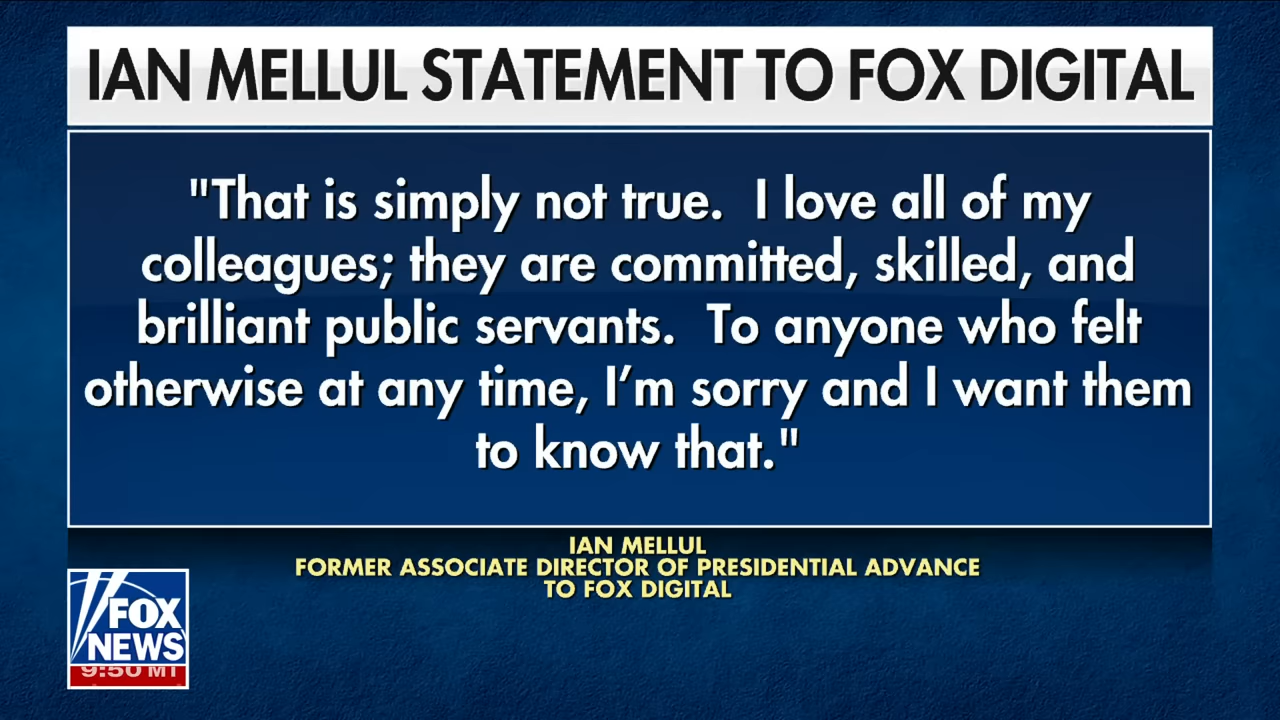 IAN MELLUL STATEMENT TO FOX DIGITAL
"That is simply not true.  I love all of my
colleagues; they are committed, skilled, and
brilliant public servants.  To anyone who felt
otherwise at any time, I’m sorry and I want them
to know that."
IAN MELLUL
FORMER ASSOCIATE DIRECTOR OF PRESIDENTIAL ADVANCE
TO FOX DIGITAL
FOX
NEWS
9:50 MT